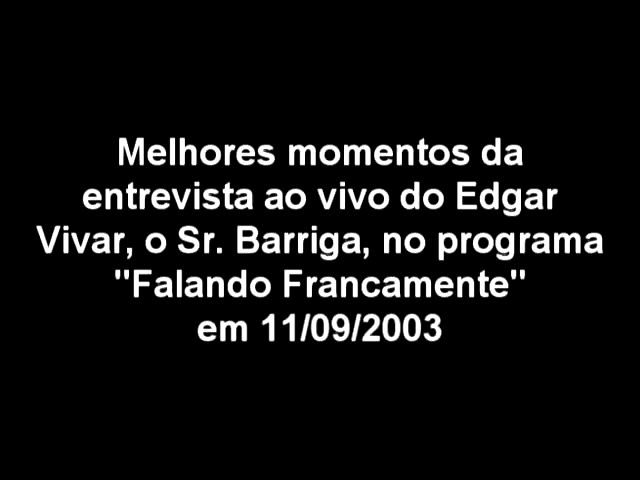 Melhores momentos da
entrevista ao vivo do Edgar
Vivar, o Sr. Barriga, no programa
"Falando Francamente"
em 11/09/2003